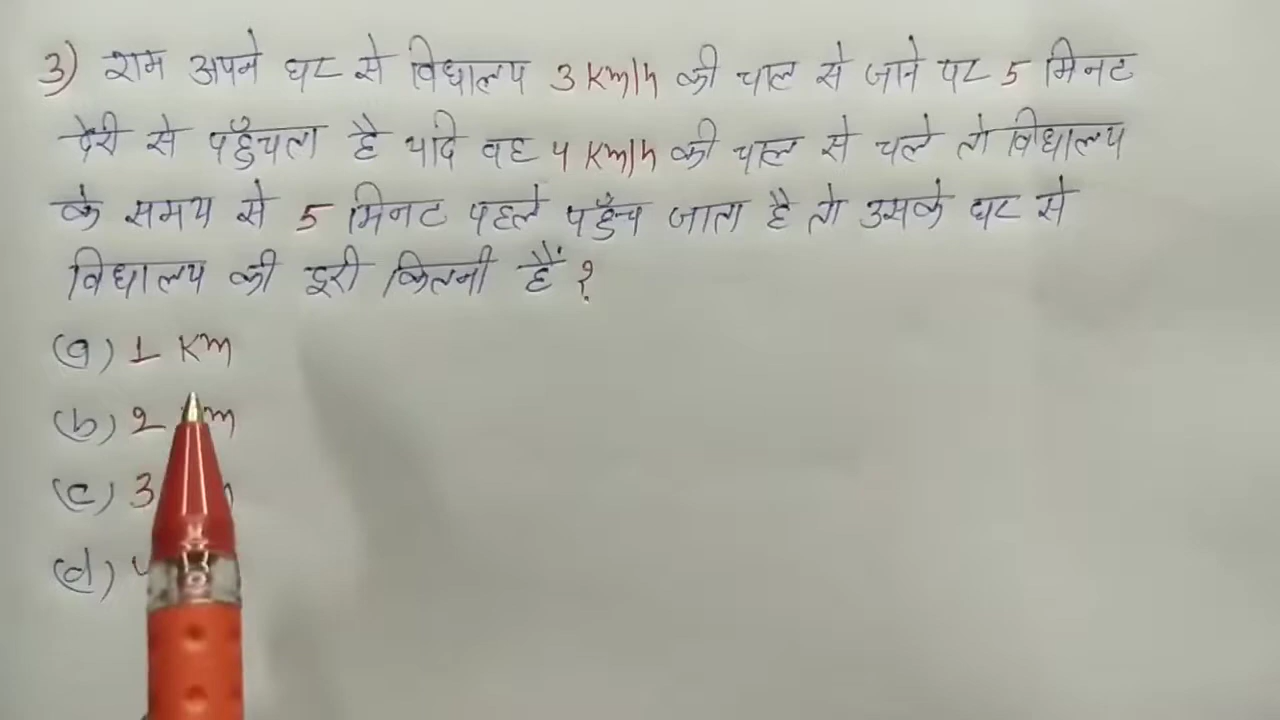 3) राम अपने घर से विद्यालय 3 Km/h की चाल से जाने पर 5 मिनट
देरी से पहुँचता है यदि वह 4 Km/h की चाल से चले तो विद्यालय
के समय से 5 मिनट पहले पहुँच जाता है तो उसके घर से
विद्यालय की दूरी कितनी हैं ?
(a) 1 Km
(b) 2 Km
(c) 3
(d)